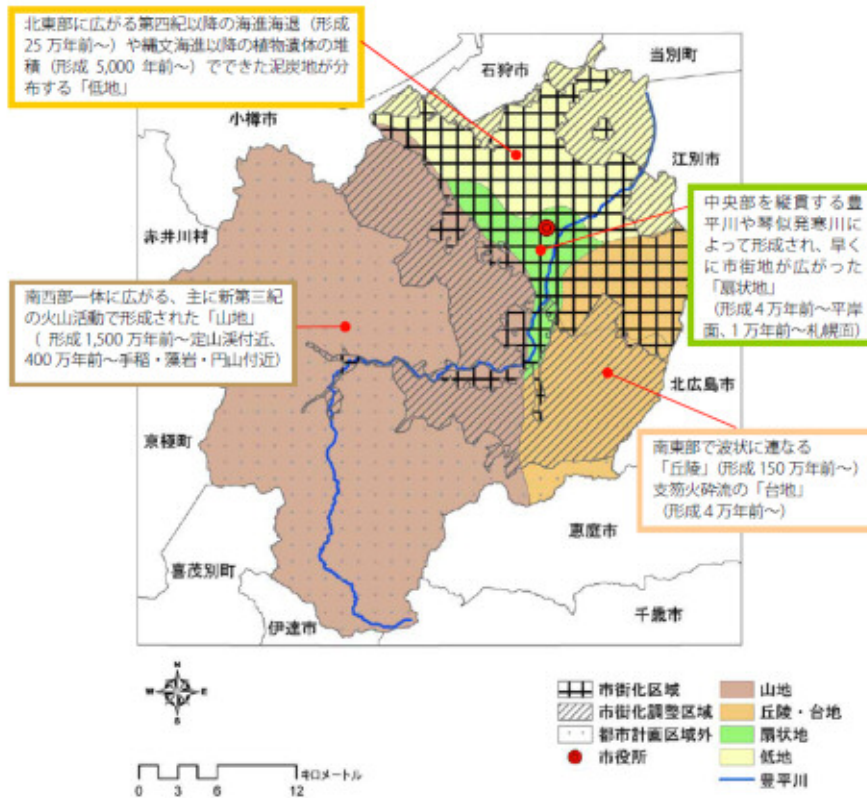 北東部に広がる第四紀以降の海進海退（形成
25万年前～）や縄文海進以降の植物遺体の堆
積（形成 5,000 年前～）でできた泥炭地が分
布する「低地」
石狩市
当別町
小樽市
江別市
中央部を縦貫する豊
平川や琴似発寒川に
よって形成され、早く
に市街地が広がった
「扇状地」
（形成４万年前～平岸
面、１万年前～札幌面）
赤井川村
南西部一体に広がる、主に新第三紀
の火山活動で形成された「山地」
（ 形成 1,500 万年前～定山渓付近、
400 万年前～手稲・藻岩・円山付近）
北広島市
京極町
南東部で波状に連なる
「丘陵」（形成 150 万年前～）
支笏火砕流の「台地」
（形成４万年前～）
恵庭市
喜茂別町
千歳市
伊達市
N
W E
S
市街化区域
山地
市街化調整区域
丘陵・台地
都市計画区域外
扇状地
市役所
低地
豊平川
キロメートル
0 3 6 12